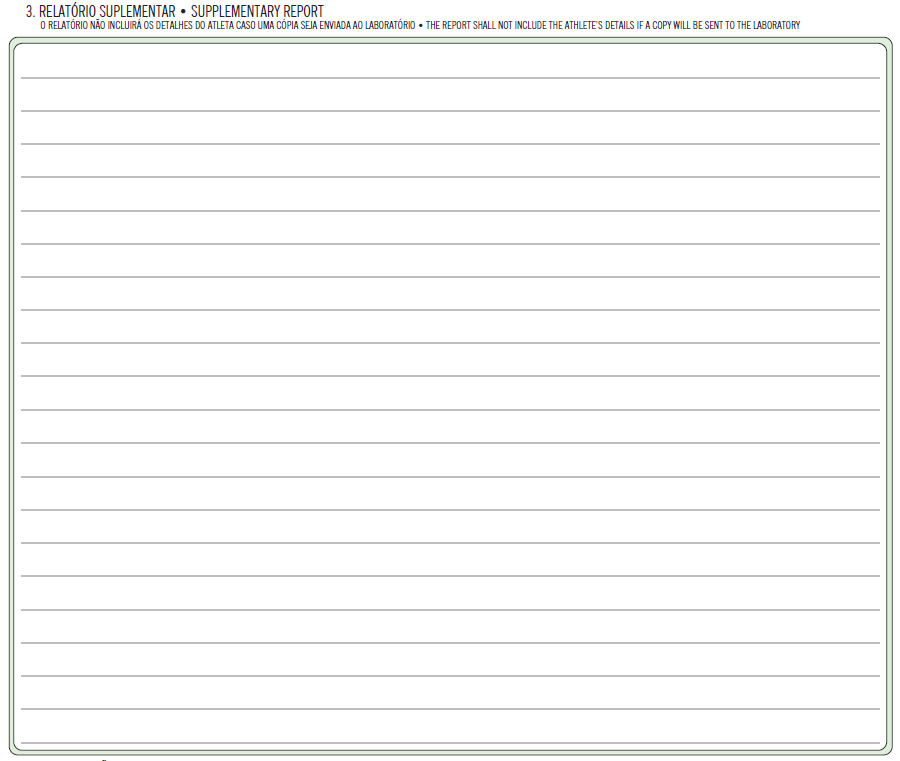 3. RELATÓRIO SUPLEMENTAR • SUPPLEMENTARY REPORT
O RELATÓRIO NÃO INCLUIRÁ OS DETALHES DO ATLETA CASO UMA CÓPIA SEJA ENVIADA AO LABORATÓRIO • THE REPORT SHALL NOT INCLUDE THE ATHLETE'S DETAILS IF A COPY WILL BE SENT TO THE LABORATORY